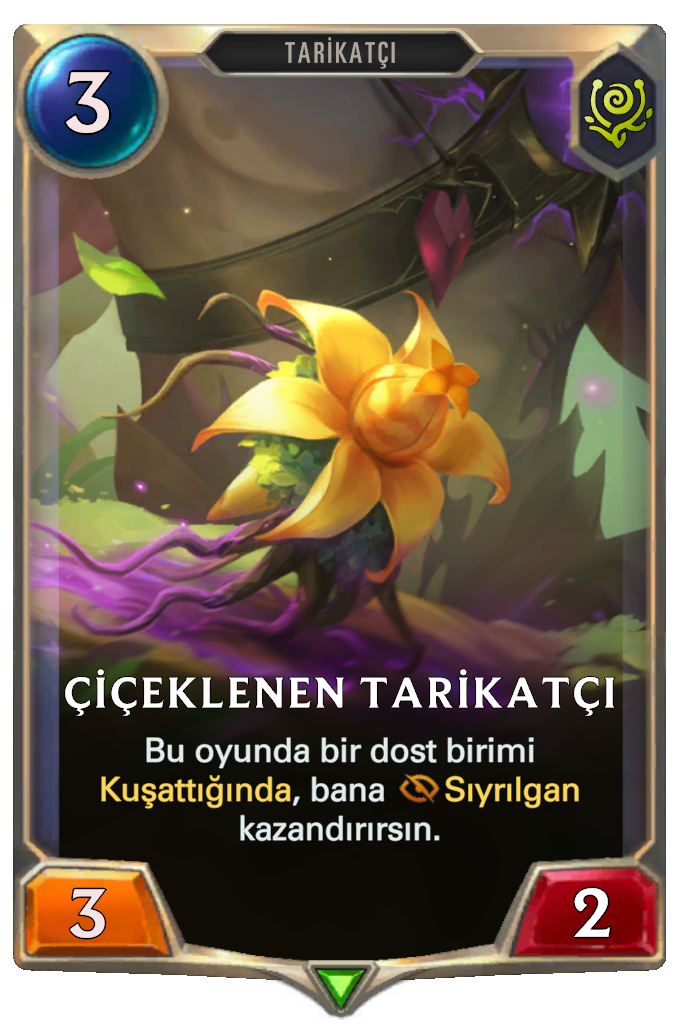 3
TARİKATÇI
ÇİÇEKLENEN TARİKATÇI
Bu oyunda bir dost birimi
Kuşattığında, bana Sıyrılgan
kazandırırsın.
3
2